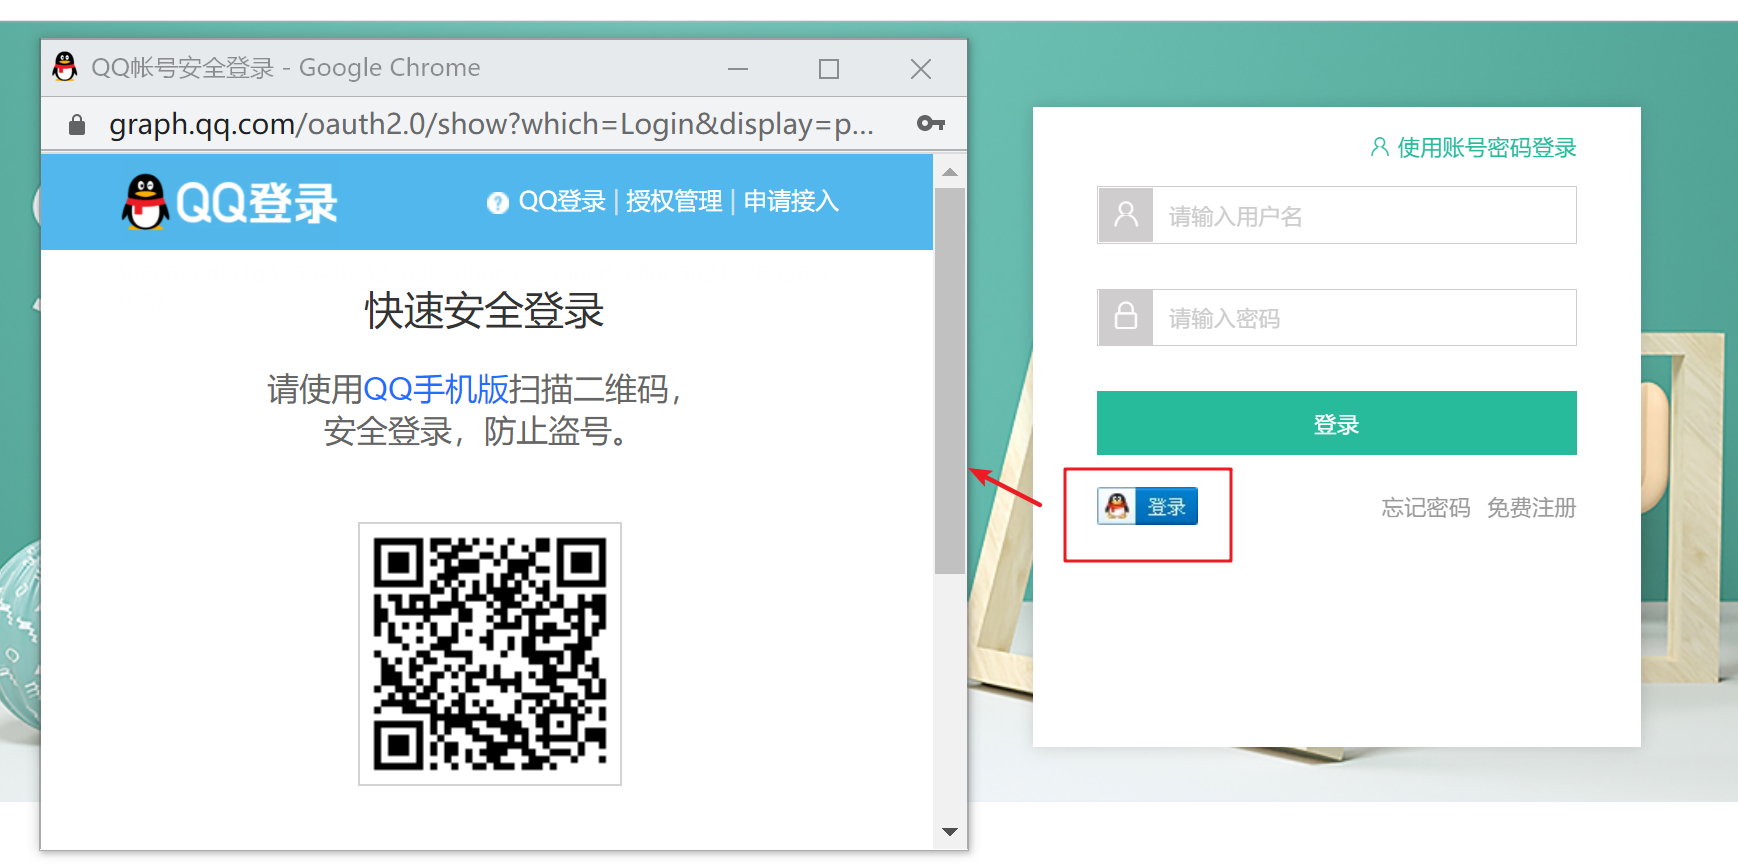 QQ帐号安全登录 - Google Chrome
graph.qq.com/oauth2.0/show?which=Login&display=p...
QQ登录
? QQ登录 | 授权管理 | 申请接入
快速安全登录
请使用QQ手机版扫描二维码，
安全登录，防止盗号。
使用账号密码登录
请输入用户名
请输入密码
登录
登录
忘记密码 免费注册